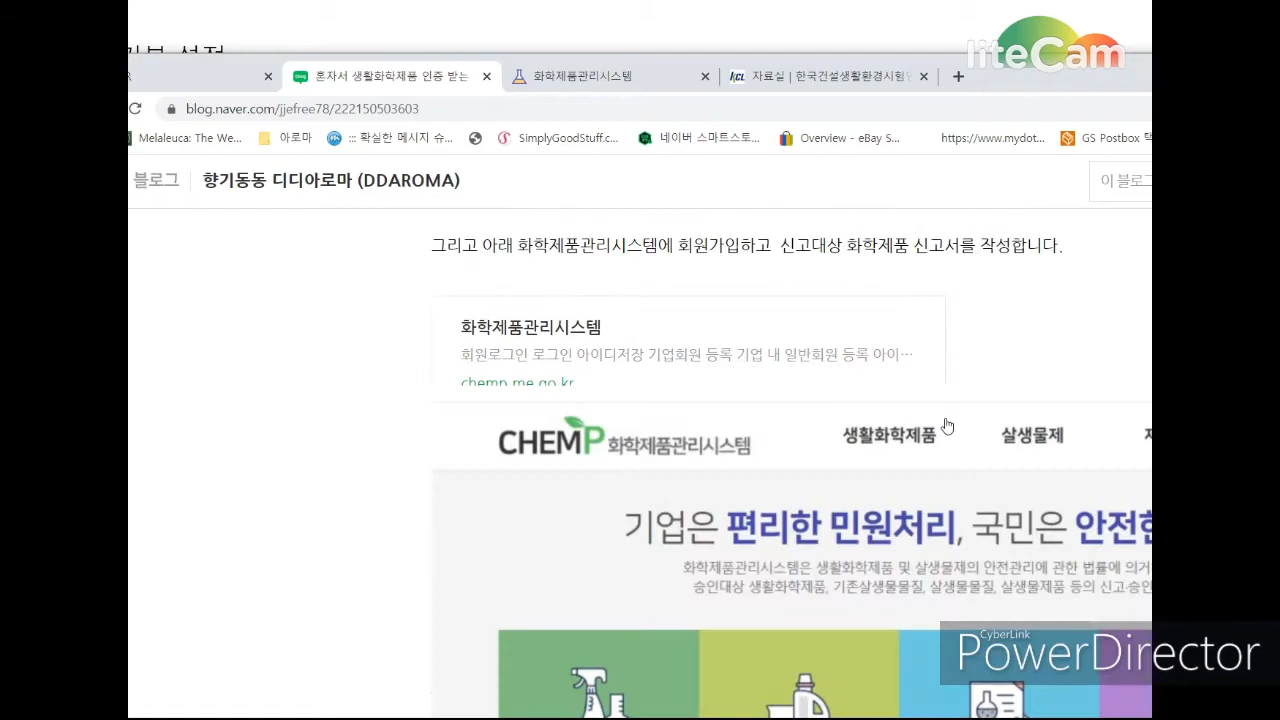 liteCam
혼자서 생활화학제품 인증 받는
화학제품관리시스템
KCL 자료실 | 한국건설생활환경시험
blog.naver.com/jjefree78/222150503603
Melaleuca: The We...
아로마
::: 확실한 메시지 슈...
SimplyGoodStuff.c...
네이버 스마트스토...
Overview - eBay S...
https://www.mydot...
GS Postbox 택
블로그
향기동동 디디아로마 (DDAROMA)
이 블로그
그리고 아래 화학제품관리시스템에 회원가입하고 신고대상 화학제품 신고서를 작성합니다.
화학제품관리시스템
회원로그인 로그인 아이디저장 기업회원 등록 기업 내 일반회원 등록 아이···
chemp.me.go.kr
CHEMP 화학제품관리시스템
생활화학제품
살생물제
기업은 편리한 민원처리, 국민은 안전한
화학제품관리시스템은 생활화학제품 및 살생물제의 안전관리에 관한 법률에 의거
승인대상 생활화학제품, 기존살생물물질, 살생물물질, 살생물제품 등의 신고·승인
CyberLink
PowerDirector